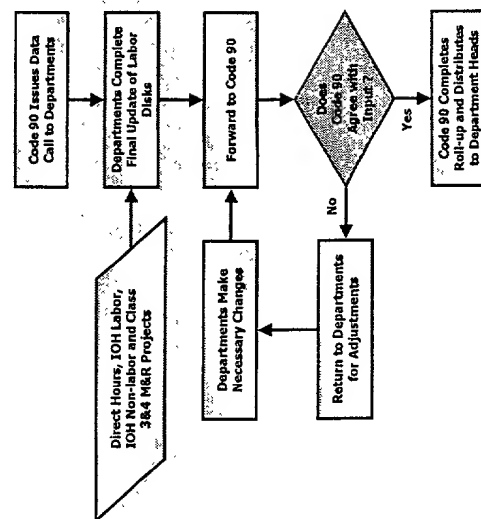 Code 90 Issues Data
Call to Departments
Direct Hours, IOH Labor,
IOH Non-labor and Class
3&4 M&R Projects
Departments Complete
Final Update of Labor
Disks
Forward to Code 90
Does
Code 90
Agree with
Input ?
No
Return to Departments
for Adjustments
Departments Make
Necessary Changes
Yes
Code 90 Completes
Roll-up and Distributes
to Department Heads